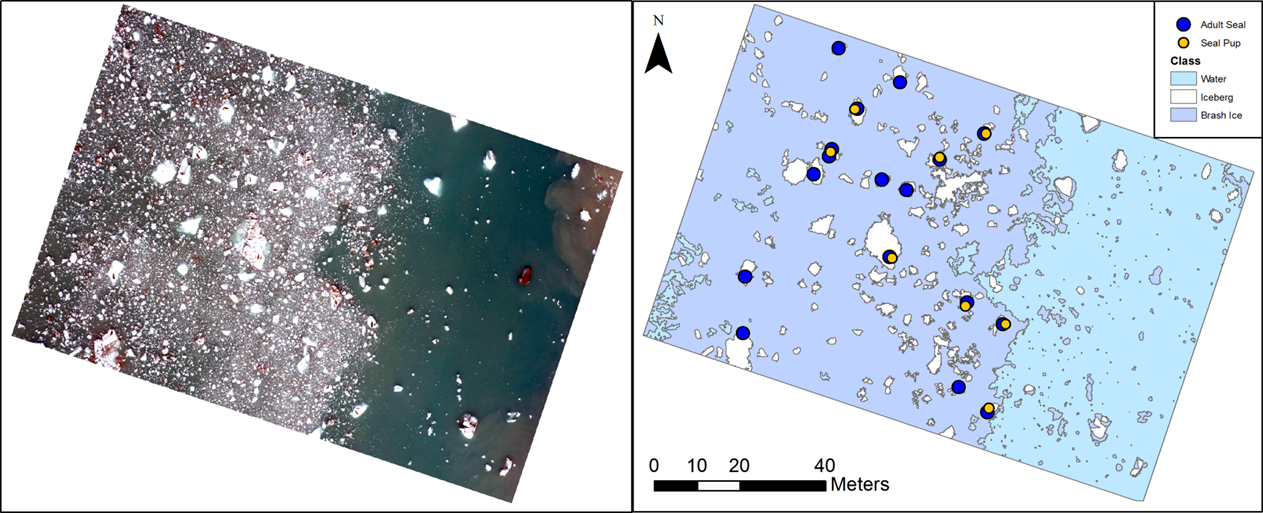 N
Adult Seal
Seal Pup
Class
Water
Iceberg
Brash Ice
0 10 20 40
Meters